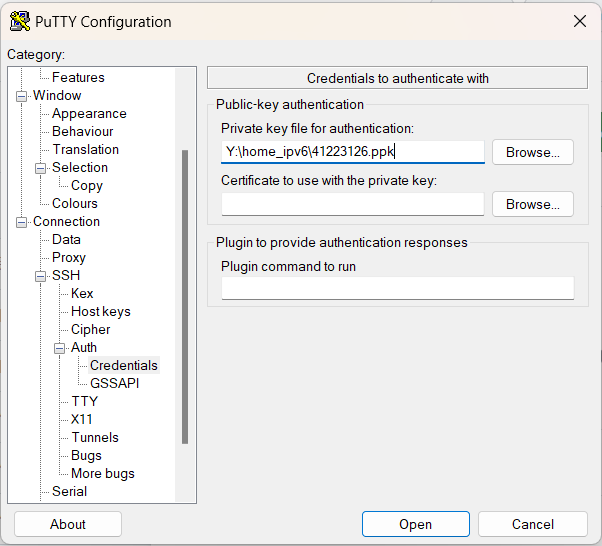 PuTTY Configuration
Category:
Features
Window
Appearance
Behaviour
Translation
Selection
Copy
Colours
Connection
Data
Proxy
SSH
Kex
Host keys
Cipher
Auth
Credentials
GSSAPI
TTY
X11
Tunnels
Bugs
More bugs
Serial
Credentials to authenticate with
Public-key authentication
Private key file for authentication:
Y:\home_ipv6\41223126.ppk
Browse...
Certificate to use with the private key:
Browse...
Plugin to provide authentication responses
Plugin command to run
About
Open
Cancel